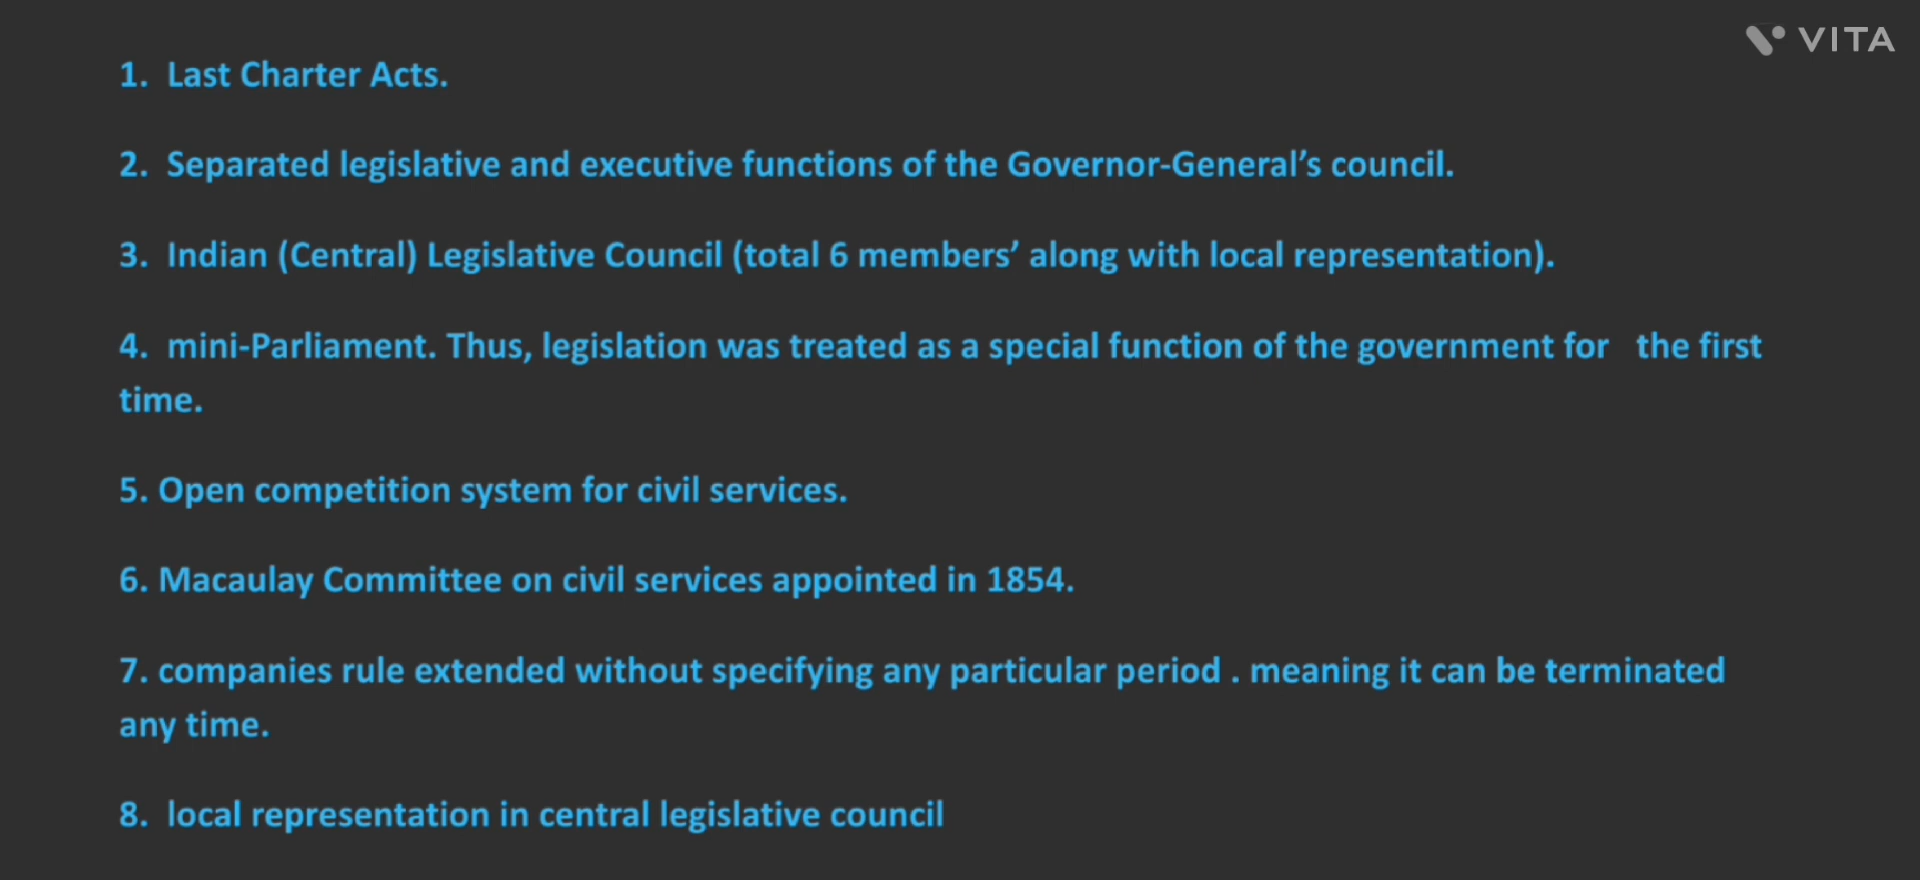 VITA
1. Last Charter Acts.
2. Separated legislative and executive functions of the Governor-General’s council.
3. Indian (Central) Legislative Council (total 6 members’ along with local representation).
4. mini-Parliament. Thus, legislation was treated as a special function of the government for the first
time.
5. Open competition system for civil services.
6. Macaulay Committee on civil services appointed in 1854.
7. companies rule extended without specifying any particular period . meaning it can be terminated
any time.
8. local representation in central legislative council